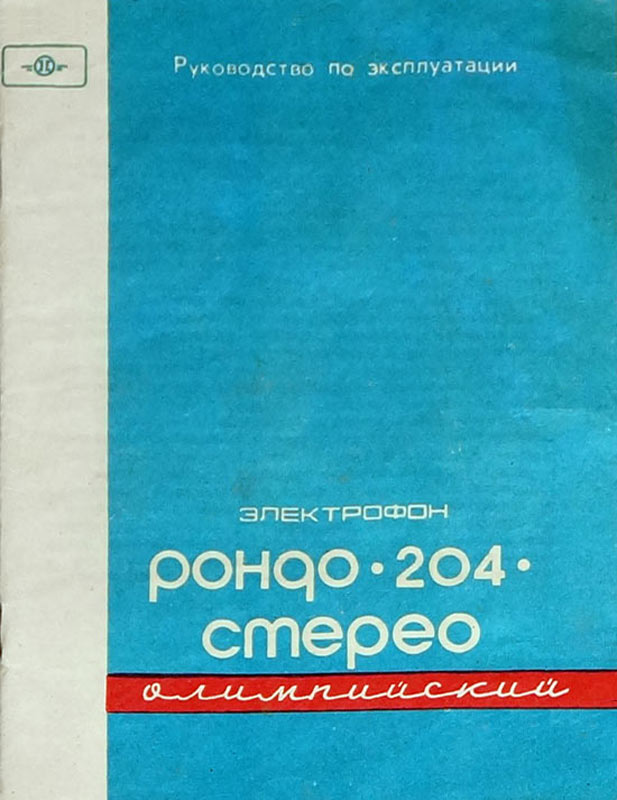 Руководство по эксплуатации
ЭЛЕКТРОФОН
рондо · 204 ·
стерео
олимпийский